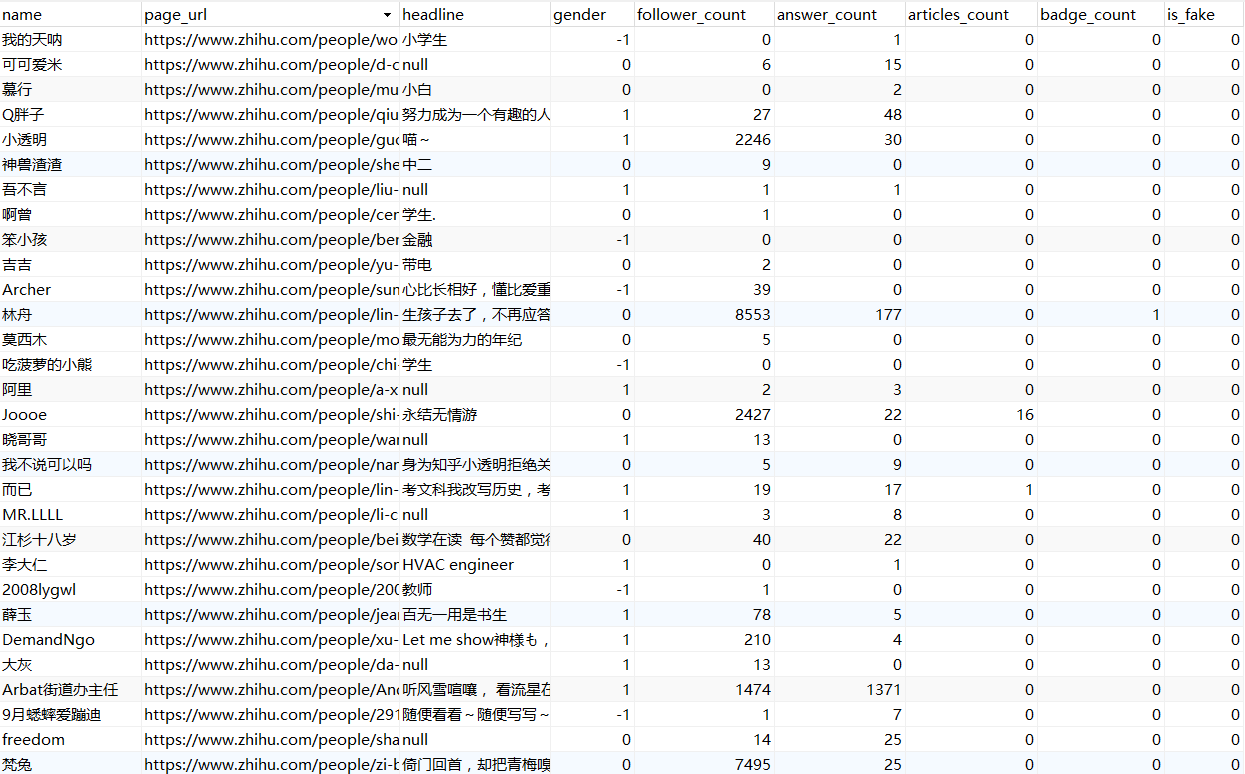 name page_url headline gender follower_count answer_count articles_count badge_count is_fake
我的天呐 https://www.zhihu.com/people/wo 小学生 -1 0 1 0 0 0
可可爱米 https://www.zhihu.com/people/d-c null 0 6 15 0 0 0
慕行 https://www.zhihu.com/people/mu 小白 0 0 2 0 0 0
Q胖子 https://www.zhihu.com/people/qiu 努力成为一个有趣的人 1 27 48 0 0 0
小透明 https://www.zhihu.com/people/guo 喵～ 1 2246 30 0 0 0
神兽渣渣 https://www.zhihu.com/people/she 中二 0 9 0 0 0 0
吾不言 https://www.zhihu.com/people/liu- null 1 1 1 0 0 0
啊曾 https://www.zhihu.com/people/cer 学生. 0 1 0 0 0 0
笨小孩 https://www.zhihu.com/people/ber 金融 -1 0 0 0 0 0
吉吉 https://www.zhihu.com/people/yu- 带电 0 2 0 0 0 0
Archer https://www.zhihu.com/people/sun 心比长相好，懂比爱重 -1 39 0 0 0 0
林舟 https://www.zhihu.com/people/lin- 生孩子去了，不再应答 0 8553 177 0 1 0
莫西木 https://www.zhihu.com/people/mo 最无能为力的年纪 0 5 0 0 0 0
吃菠萝的小熊 https://www.zhihu.com/people/chi- 学生 -1 0 0 0 0 0
阿里 https://www.zhihu.com/people/a-x null 1 2 3 0 0 0
Joooe https://www.zhihu.com/people/shi- 永结无情游 0 2427 22 16 0 0
晓哥哥 https://www.zhihu.com/people/war null 1 13 0 0 0 0
我不说可以吗 https://www.zhihu.com/people/nar 身为知乎小透明拒绝关 0 5 9 0 0 0
而已 https://www.zhihu.com/people/lin- 考文科我改写历史，考 1 19 17 1 0 0
MR.LLLL https://www.zhihu.com/people/li-c null 1 3 8 0 0 0
江杉十八岁 https://www.zhihu.com/people/bei 数学在读 每个赞都觉得 0 40 22 0 0 0
李大仁 https://www.zhihu.com/people/sor HVAC engineer 1 0 1 0 0 0
2008lygwl https://www.zhihu.com/people/200 教师 -1 1 0 0 0 0
薛玉 https://www.zhihu.com/people/jear 百无一用是书生 1 78 5 0 0 0
DemandNgo https://www.zhihu.com/people/xu- Let me show神様も， 1 210 4 0 0 0
大灰 https://www.zhihu.com/people/da- null 1 13 0 0 0 0
Arbat街道办主任 https://www.zhihu.com/people/Anc 听风雪喧嚷， 看流星在 1 1474 1371 0 0 0
9月蟋蟀爱蹦迪 https://www.zhihu.com/people/291 随便看看～随便写写～ -1 1 7 0 0 0
freedom https://www.zhihu.com/people/sha null 0 14 25 0 0 0
梵兔 https://www.zhihu.com/people/zi-b 倚门回首，却把青梅嗅 0 7495 25 0 0 0